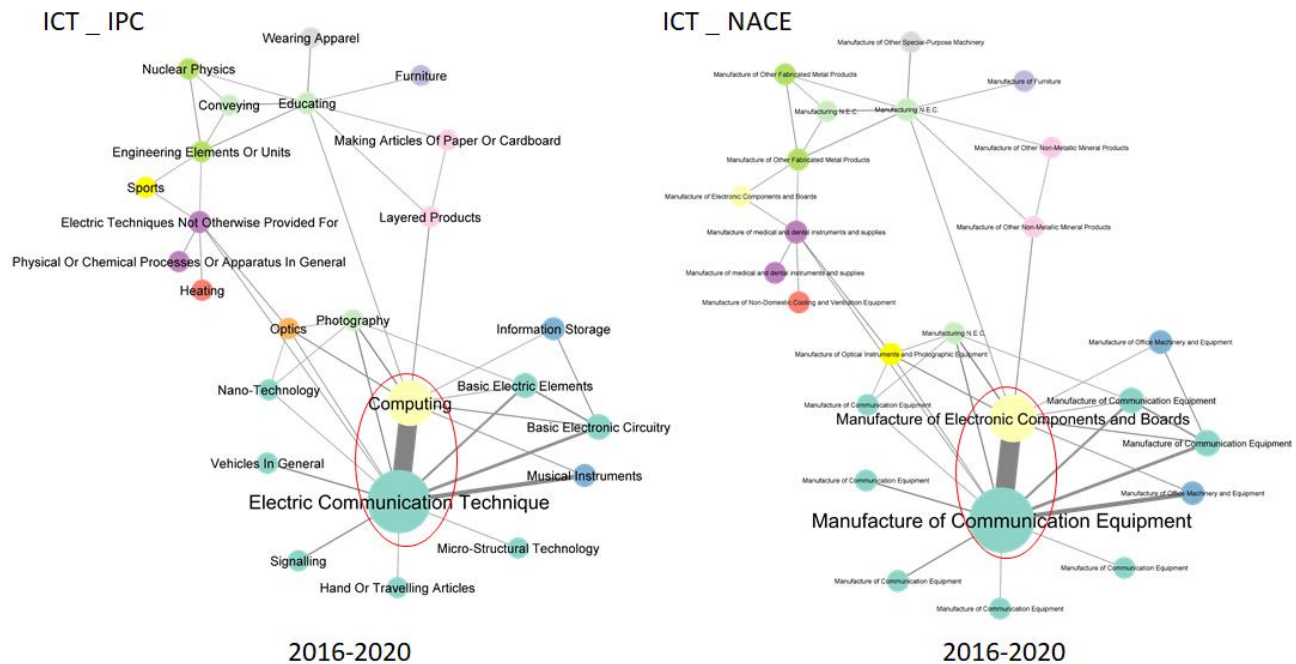 ICT _ IPC
Wearing Apparel
Nuclear Physics
Furniture
Conveying
Educating
Making Articles Of Paper Or Cardboard
Engineering Elements Or Units
Sports
Layered Products
Electric Techniques Not Otherwise Provided For
Physical Or Chemical Processes Or Apparatus In General
Heating
Photography
Optics
Information Storage
Nano-Technology
Basic Electric Elements
Computing
Basic Electronic Circuitry
Vehicles In General
Musical Instruments
Electric Communication Technique
Micro-Structural Technology
Signalling
Hand Or Travelling Articles
2016-2020
ICT _ NACE
Manufacture of Other Special-Purpose Machinery
Manufacture of Other Fabricated Metal Products
Manufacture of Furniture
Manufacturing N.E.C.
Manufacturing N.E.C.
Manufacture of Other Non-Metallic Mineral Products
Manufacture of Other Fabricated Metal Products
Manufacture of Electronic Components and Boards
Manufacture of Other Non-Metallic Mineral Products
Manufacture of medical and dental instruments and supplies
Manufacture of medical and dental instruments and supplies
Manufacture of Non-Domestic Cooling and Ventilation Equipment
Manufacturing N.E.C.
Manufacture of Office Machinery and Equipment
Manufacture of Optical Instruments and Photographic Equipment
Manufacture of Communication Equipment
Manufacture of Communication Equipment
Manufacture of Electronic Components and Boards
Manufacture of Communication Equipment
Manufacture of Communication Equipment
Manufacture of Office Machinery and Equipment
Manufacture of Communication Equipment
Manufacture of Communication Equipment
Manufacture of Communication Equipment
Manufacture of Communication Equipment
2016-2020